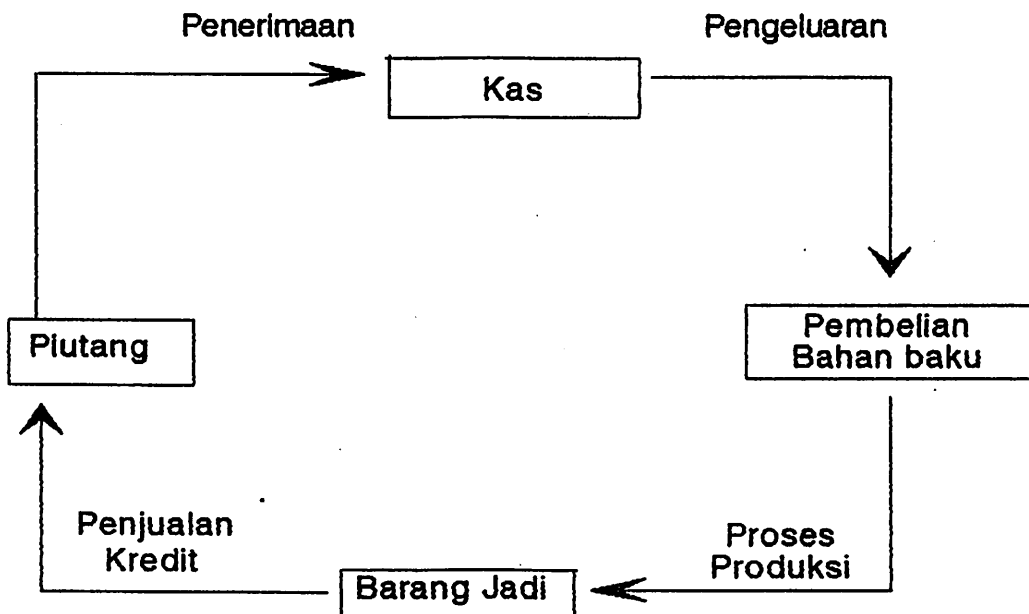 Penerimaan
Pengeluaran
Kas
Piutang
Pembelian
Bahan baku
Penjualan
Kredit
Proses
Produksi
Barang Jadi